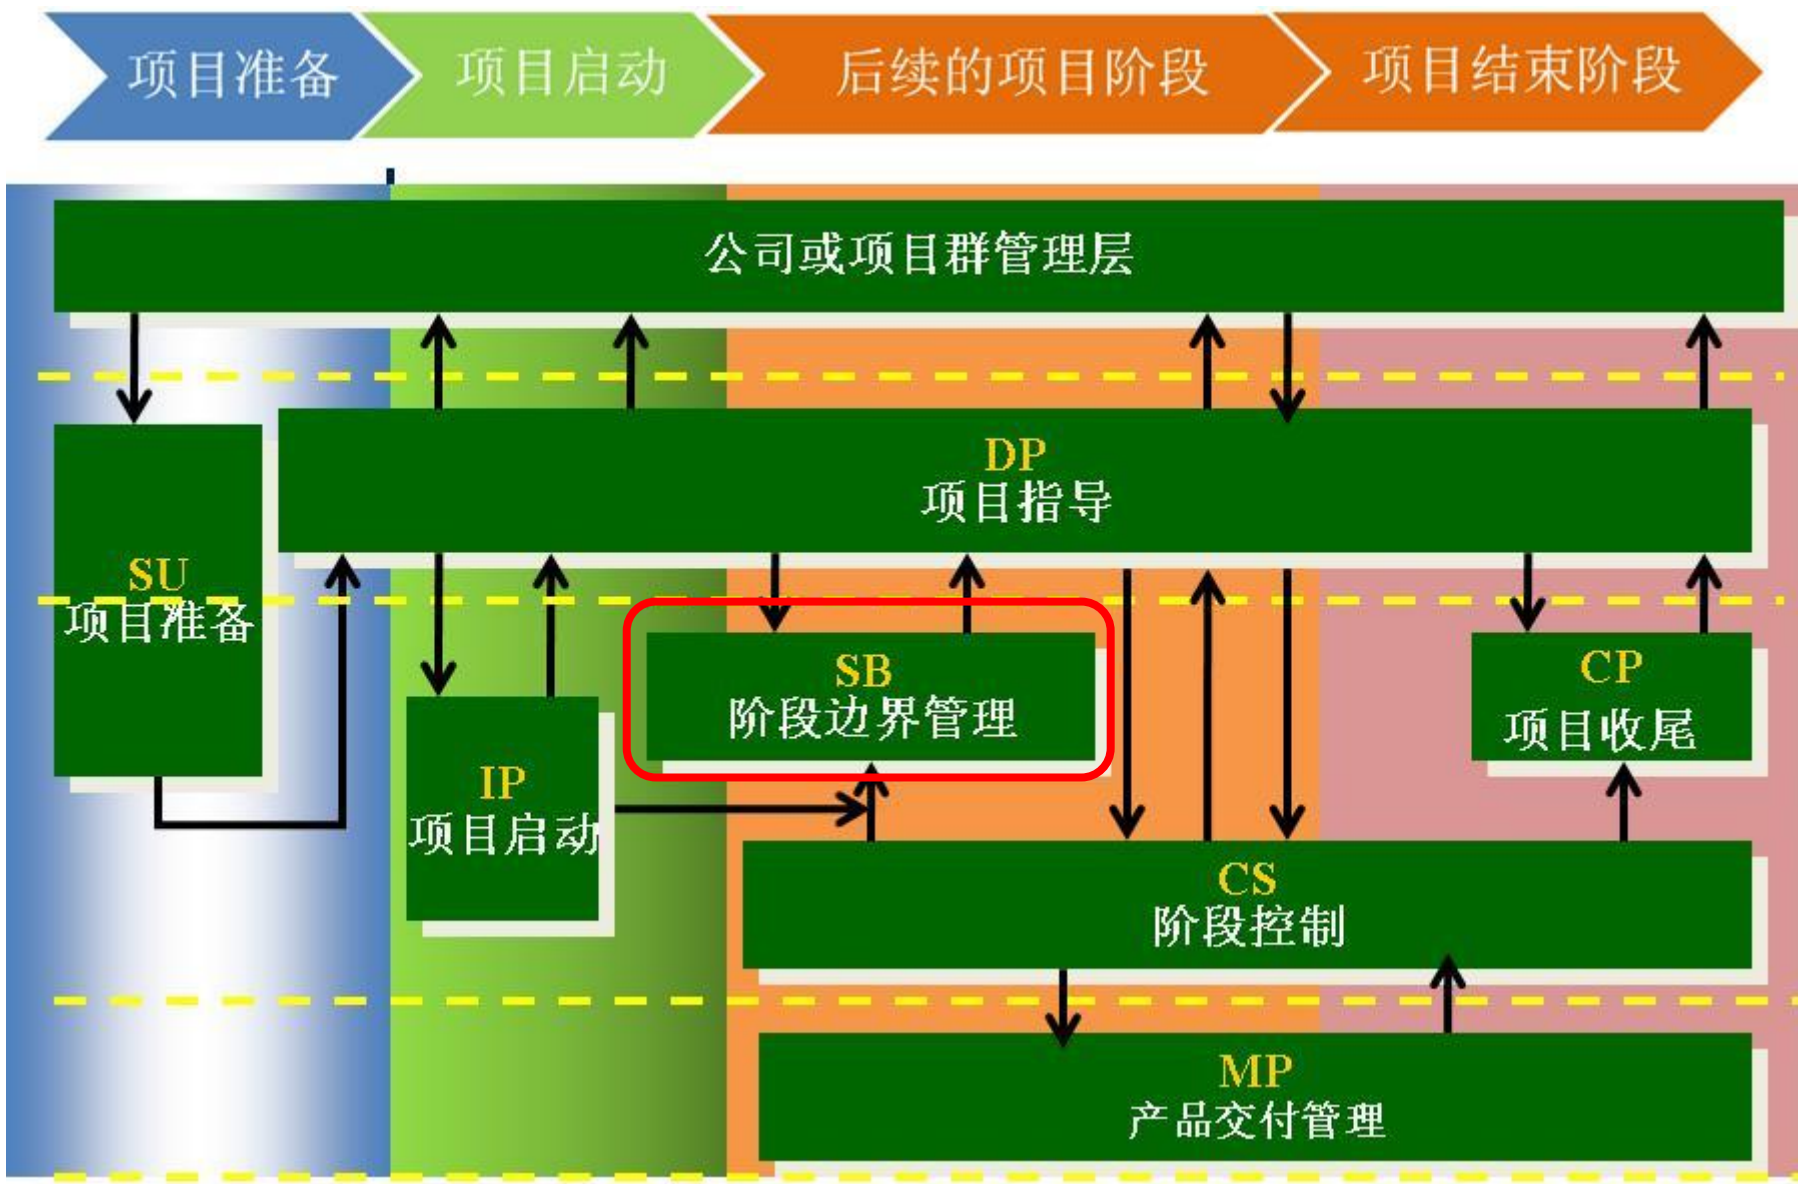 项目准备
项目启动
后续的项目阶段
项目结束阶段
公司或项目群管理层
DP
项目指导
SU
项目准备
SB
阶段边界管理
CP
项目收尾
IP
项目启动
CS
阶段控制
MP
产品交付管理